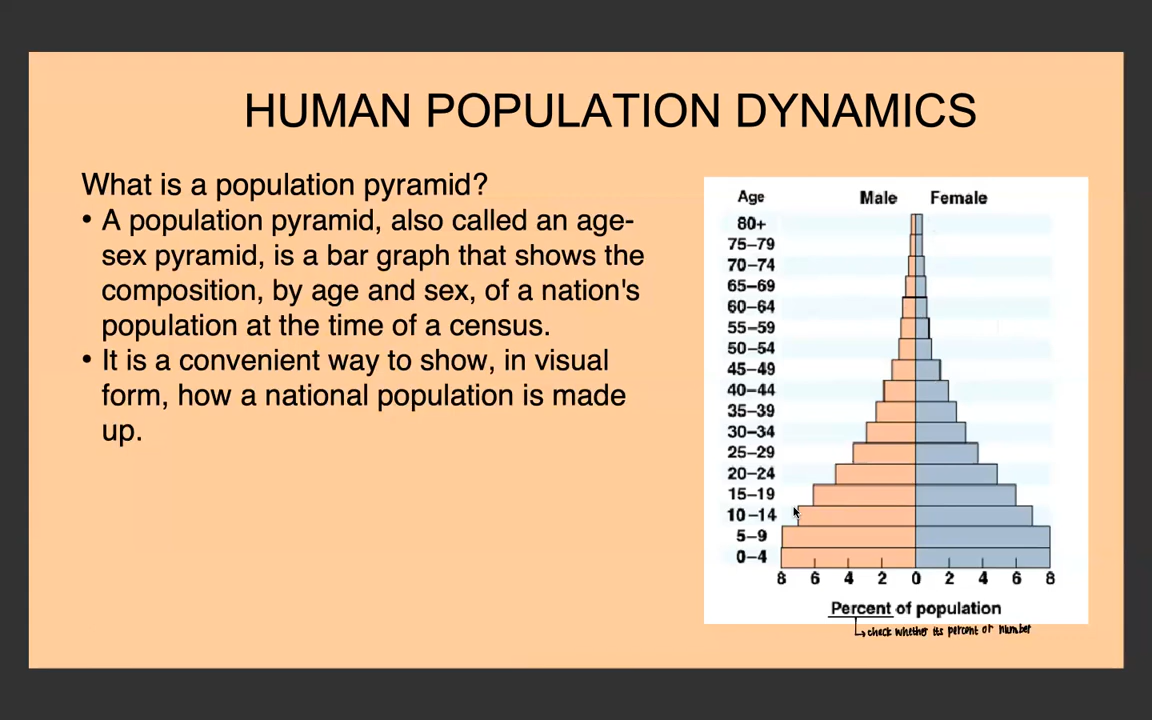 HUMAN POPULATION DYNAMICS
What is a population pyramid?
• A population pyramid, also called an age-
sex pyramid, is a bar graph that shows the
composition, by age and sex, of a nation's
population at the time of a census.
• It is a convenient way to show, in visual
form, how a national population is made
up.
Age Male Female
80+
75–79
70–74
65–69
60–64
55–59
50–54
45–49
40–44
35–39
30–34
25–29
20–24
15–19
10–14
5–9
0–4
8 6 4 2 0 2 4 6 8
Percent of population
check whether its percent or number